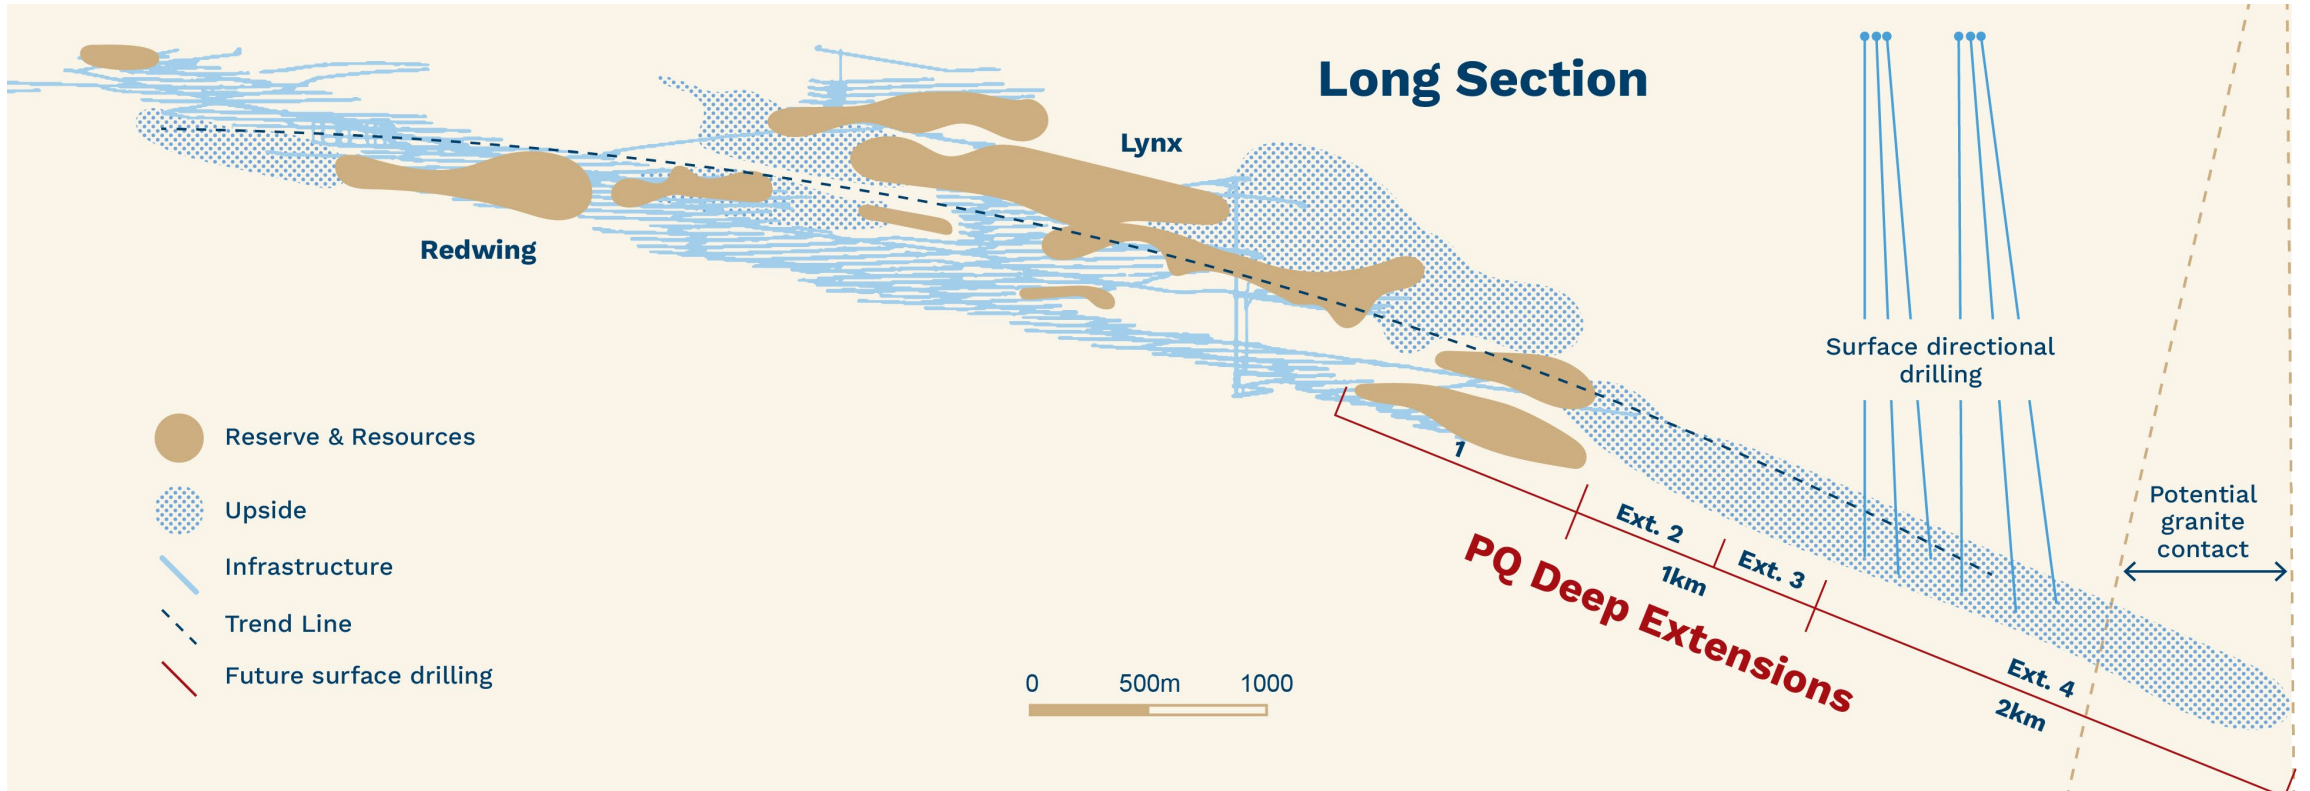 Long Section
Lynx
Redwing
Surface directional
drilling
Potential
granite
contact
Reserve & Resources
Upside
Infrastructure
Trend Line
Future surface drilling
0 500m 1000
1
Ext. 2
Ext. 3
1km
PQ Deep Extensions
Ext. 4
2km